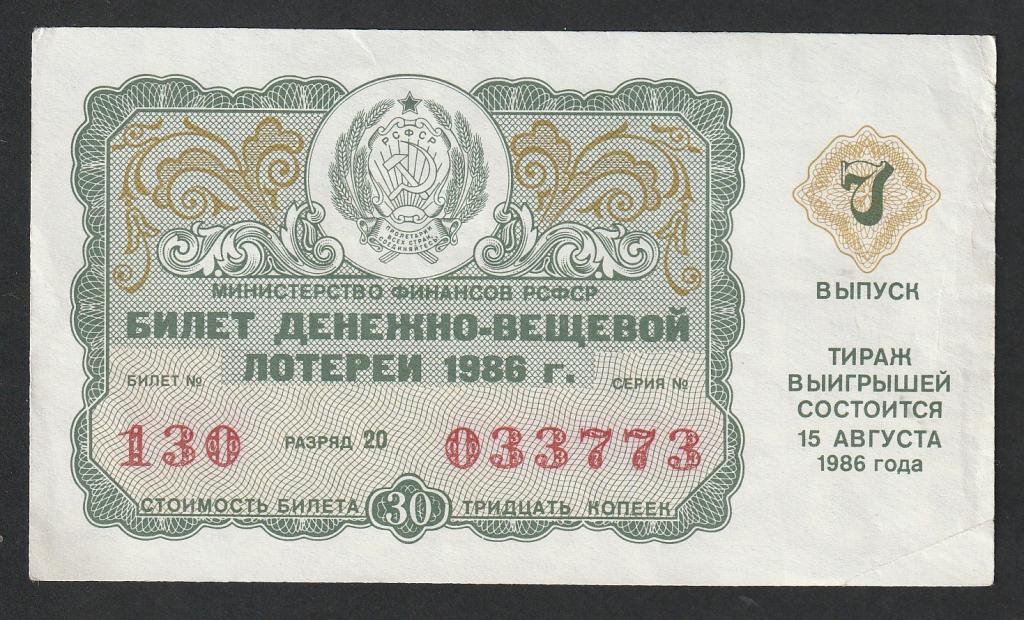 РСФСР
ПРОЛЕТАРИИ
ВСЕХ СТРАН,
СОЕДИНЯЙТЕСЬ!
МИНИСТЕРСТВО ФИНАНСОВ РСФСР
БИЛЕТ ДЕНЕЖНО-ВЕЩЕВОЙ
ЛОТЕРЕИ 1986 г.
БИЛЕТ № СЕРИЯ №
130 РАЗРЯД 20 033773
СТОИМОСТЬ БИЛЕТА 30 ТРИДЦАТЬ КОПЕЕК
7
ВЫПУСК
ТИРАЖ
ВЫИГРЫШЕЙ
СОСТОИТСЯ
15 АВГУСТА
1986 года